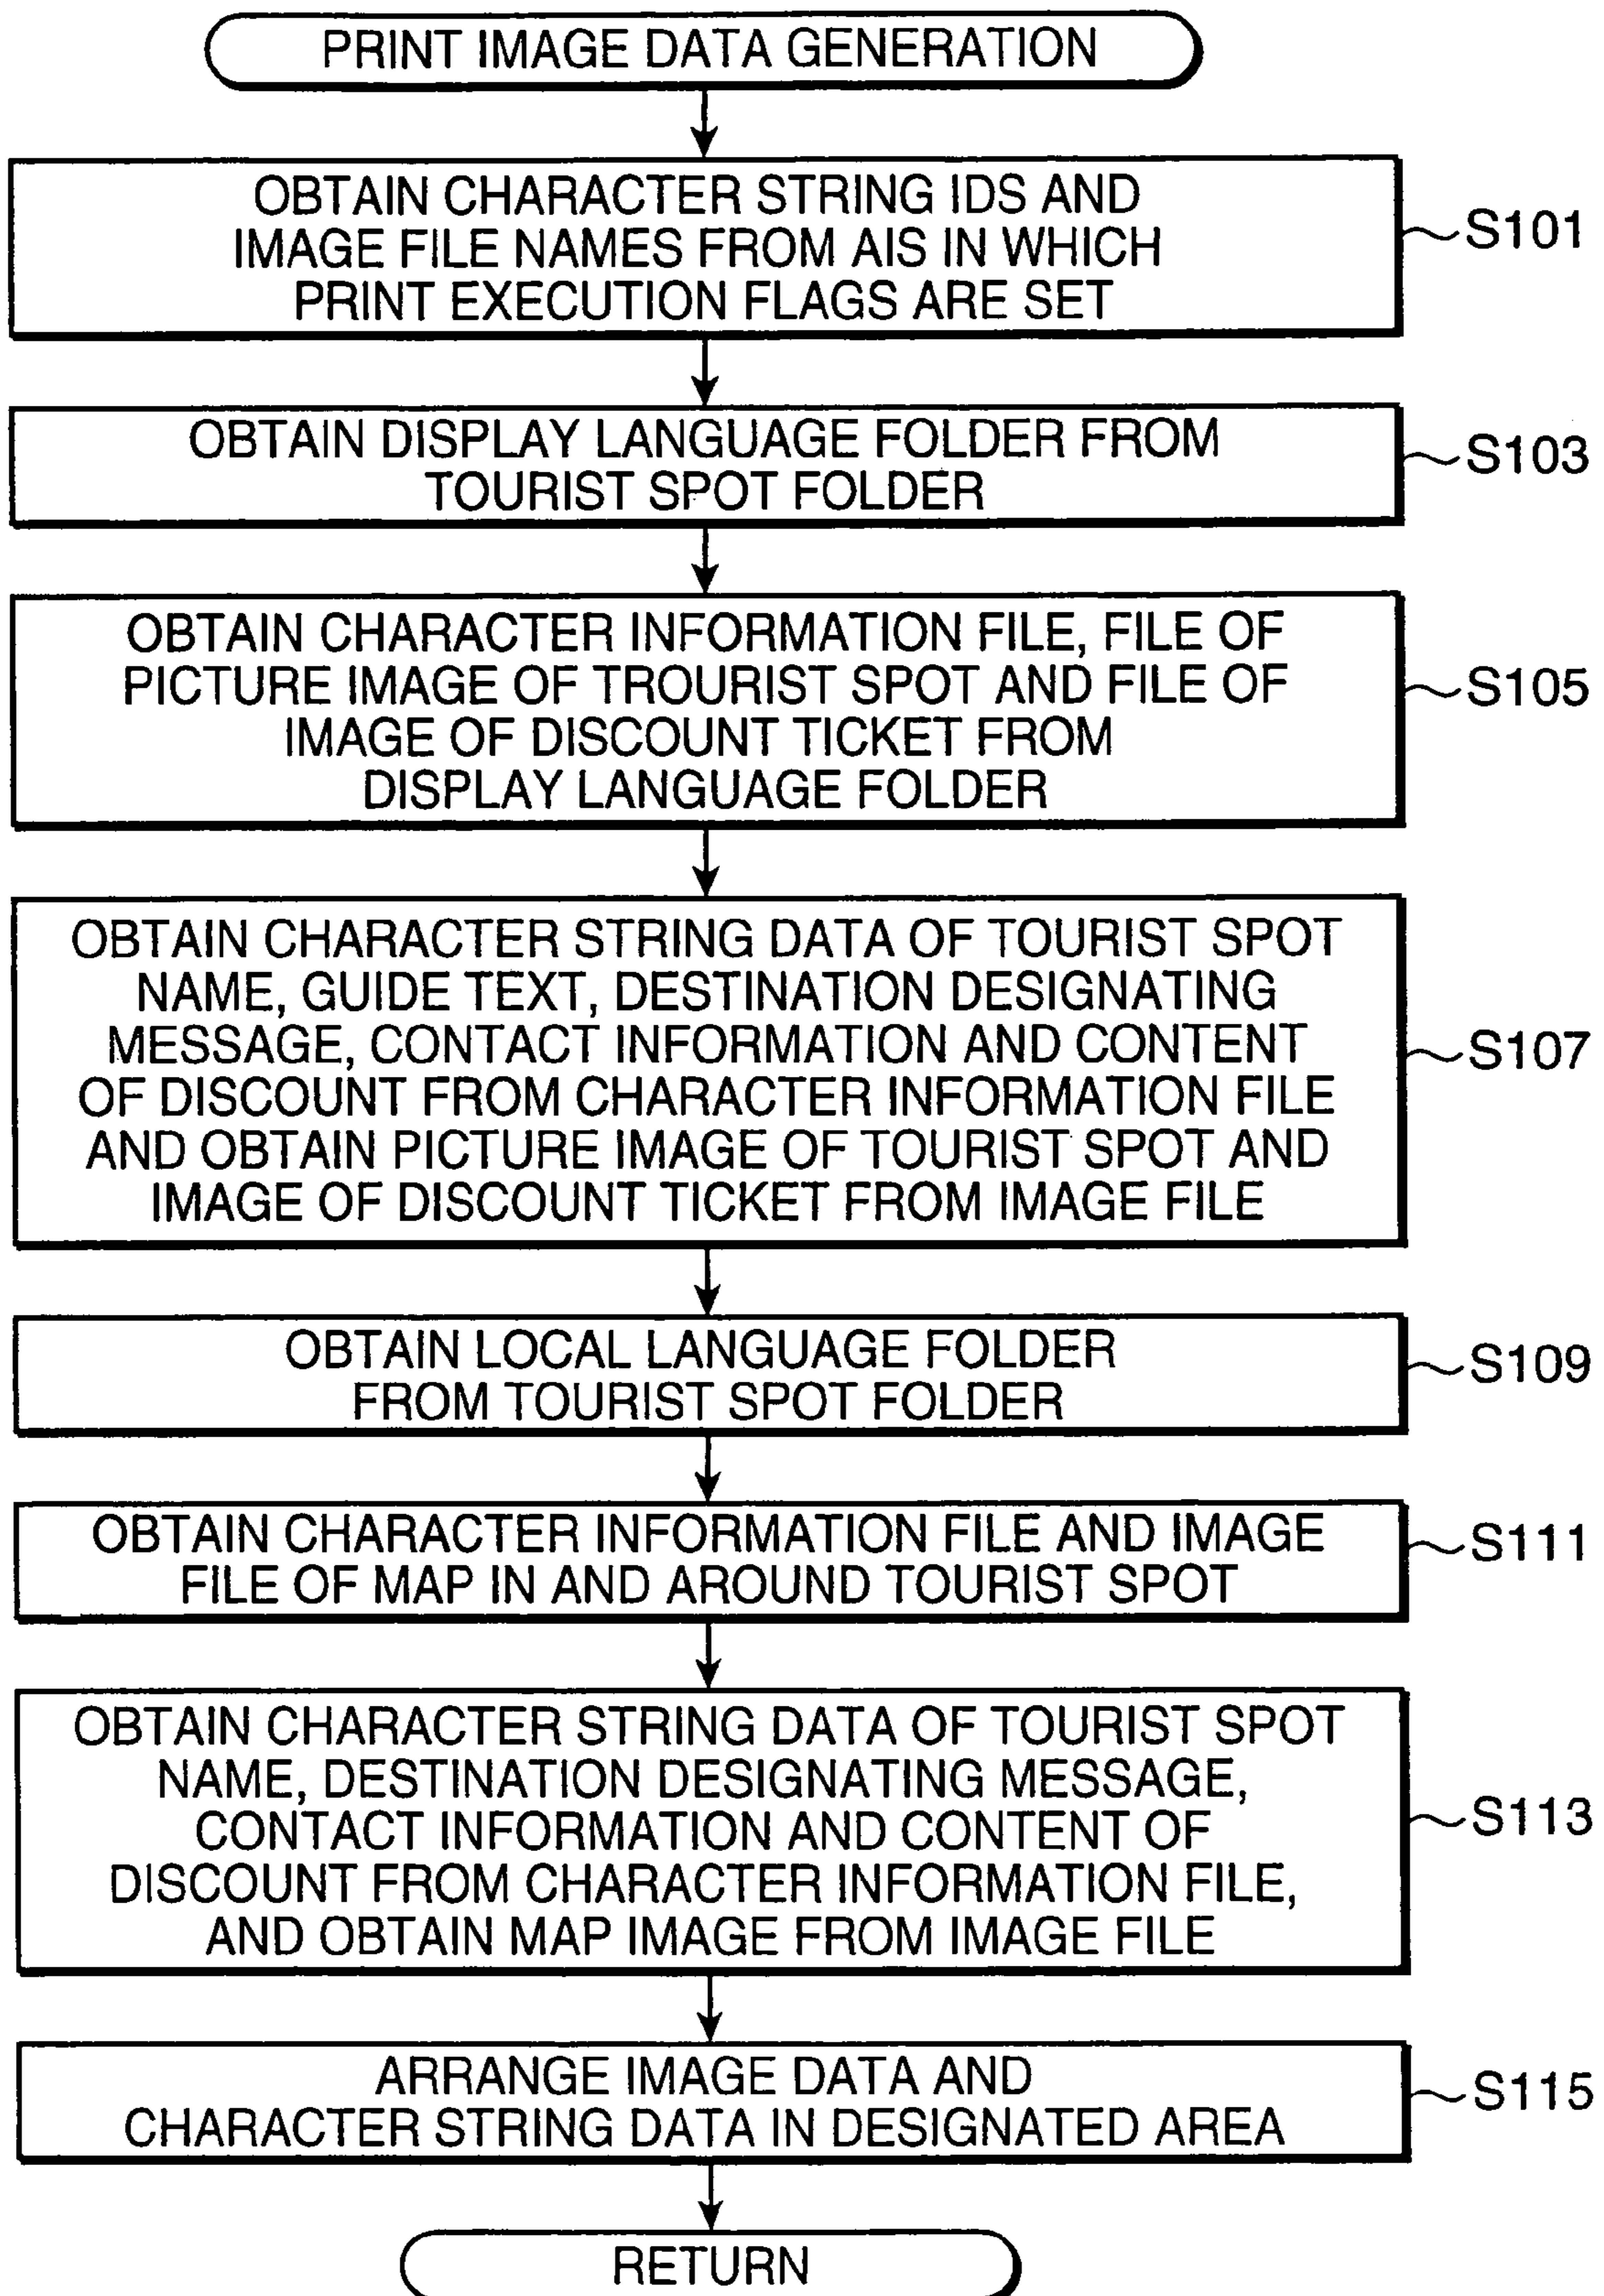 PRINT IMAGE DATA GENERATION
OBTAIN CHARACTER STRING IDS AND
IMAGE FILE NAMES FROM AIS IN WHICH
PRINT EXECUTION FLAGS ARE SET
S101
OBTAIN DISPLAY LANGUAGE FOLDER FROM
TOURIST SPOT FOLDER
S103
OBTAIN CHARACTER INFORMATION FILE, FILE OF
PICTURE IMAGE OF TROURIST SPOT AND FILE OF
IMAGE OF DISCOUNT TICKET FROM
DISPLAY LANGUAGE FOLDER
S105
OBTAIN CHARACTER STRING DATA OF TOURIST SPOT
NAME, GUIDE TEXT, DESTINATION DESIGNATING
MESSAGE, CONTACT INFORMATION AND CONTENT
OF DISCOUNT FROM CHARACTER INFORMATION FILE
AND OBTAIN PICTURE IMAGE OF TOURIST SPOT AND
IMAGE OF DISCOUNT TICKET FROM IMAGE FILE
S107
OBTAIN LOCAL LANGUAGE FOLDER
FROM TOURIST SPOT FOLDER
S109
OBTAIN CHARACTER INFORMATION FILE AND IMAGE
FILE OF MAP IN AND AROUND TOURIST SPOT
S111
OBTAIN CHARACTER STRING DATA OF TOURIST SPOT
NAME, DESTINATION DESIGNATING MESSAGE,
CONTACT INFORMATION AND CONTENT OF
DISCOUNT FROM CHARACTER INFORMATION FILE,
AND OBTAIN MAP IMAGE FROM IMAGE FILE
S113
ARRANGE IMAGE DATA AND
CHARACTER STRING DATA IN DESIGNATED AREA
S115
RETURN